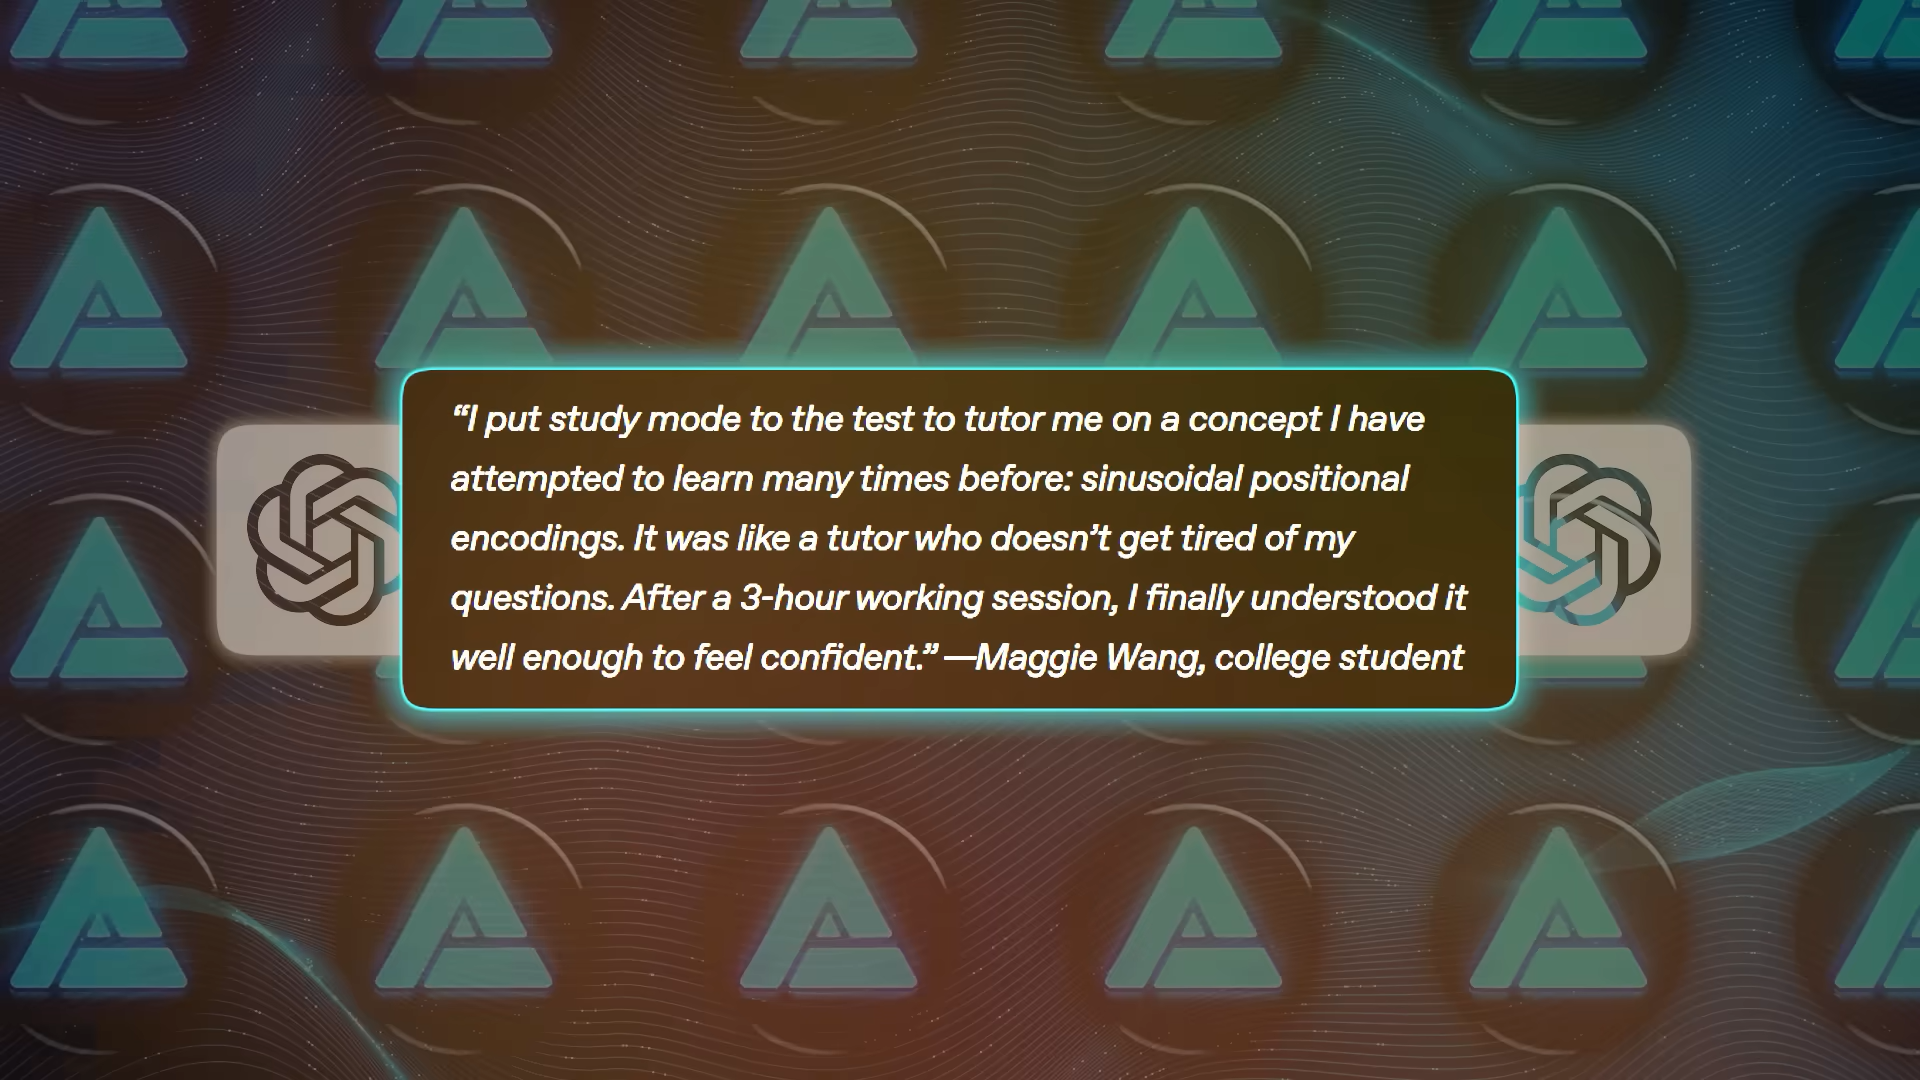 “I put study mode to the test to tutor me on a concept I have
attempted to learn many times before: sinusoidal positional
encodings. It was like a tutor who doesn’t get tired of my
questions. After a 3-hour working session, I finally understood it
well enough to feel confident.” —Maggie Wang, college student